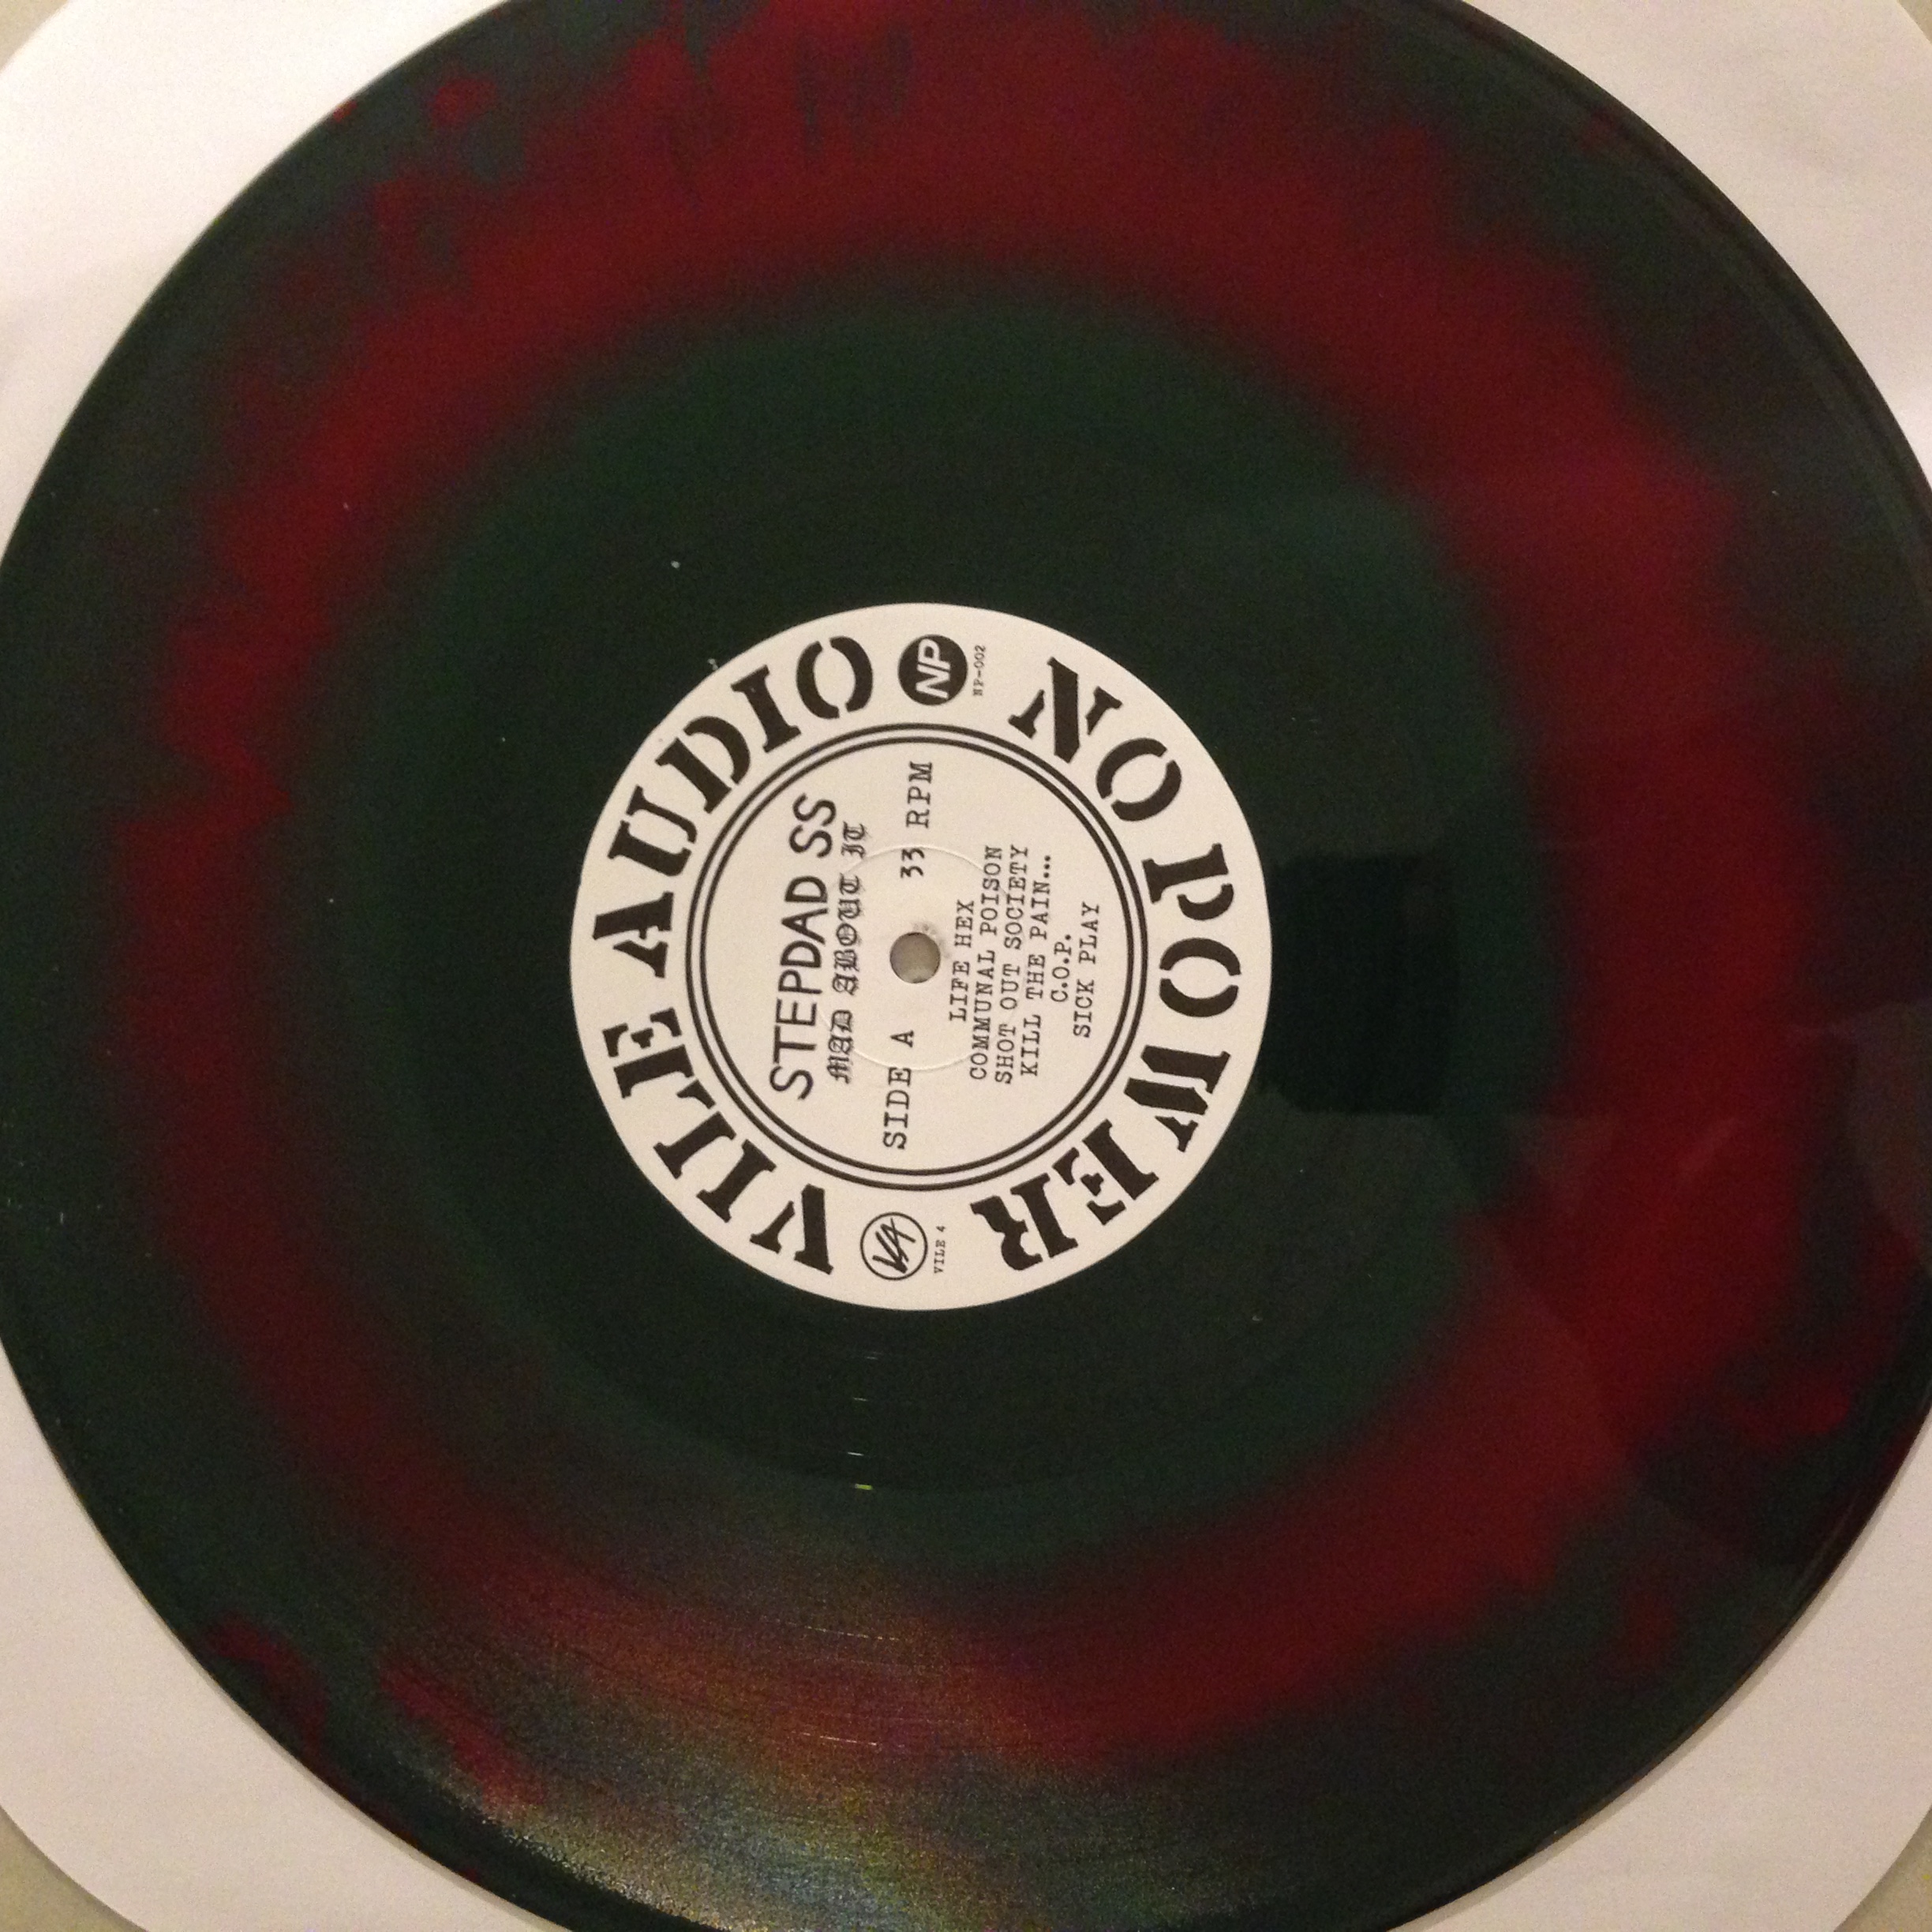 VILE AUDIO
NP
NP-002
NO POWER
VA
VILE 4
STEPDAD SS
MAD ABOUT IT
SIDE A 33 RPM
LIFE HEX
COMMUNAL POISON
SHOT OUT SOCIETY
KILL THE PAIN...
C.O.P.
SICK PLAY